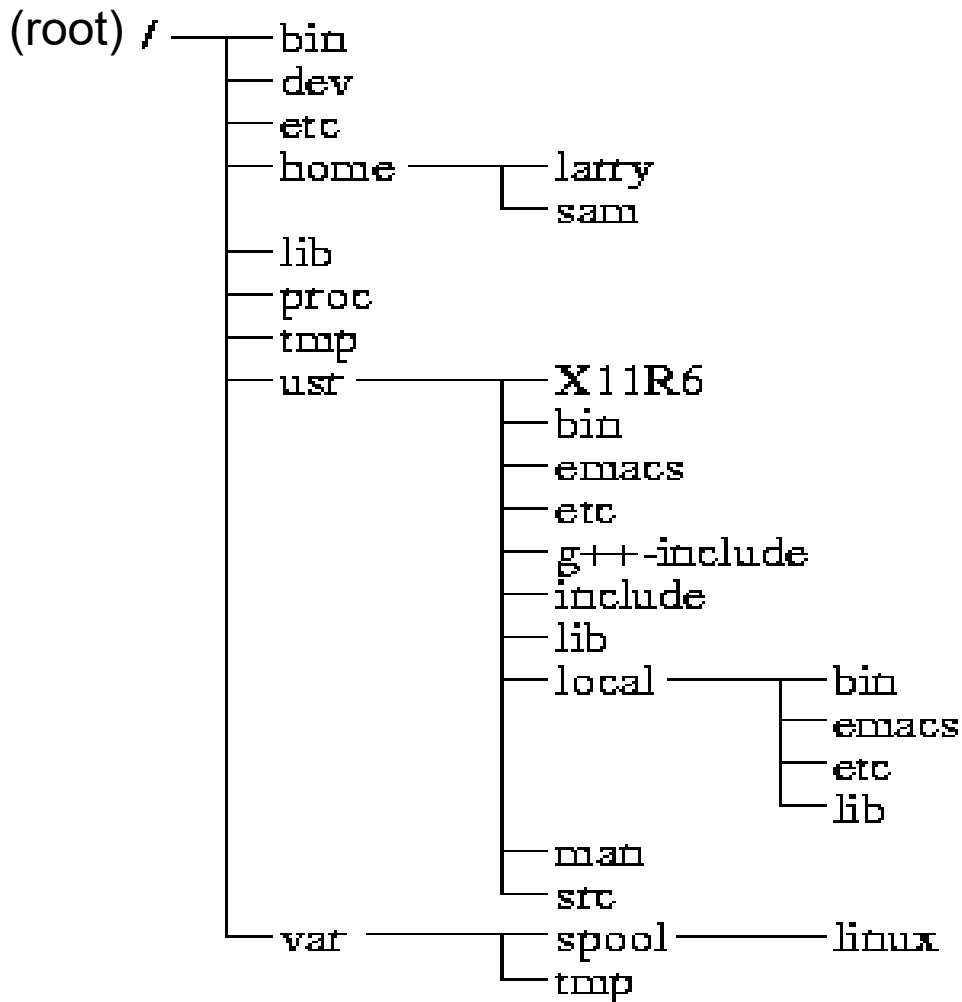 (root) / bin
dev
etc
home larry
sam
lib
proc
tmp
usr X11R6
bin
emacs
etc
g++-include
include
lib
local bin
emacs
etc
lib
man
src
var spool linux
tmp